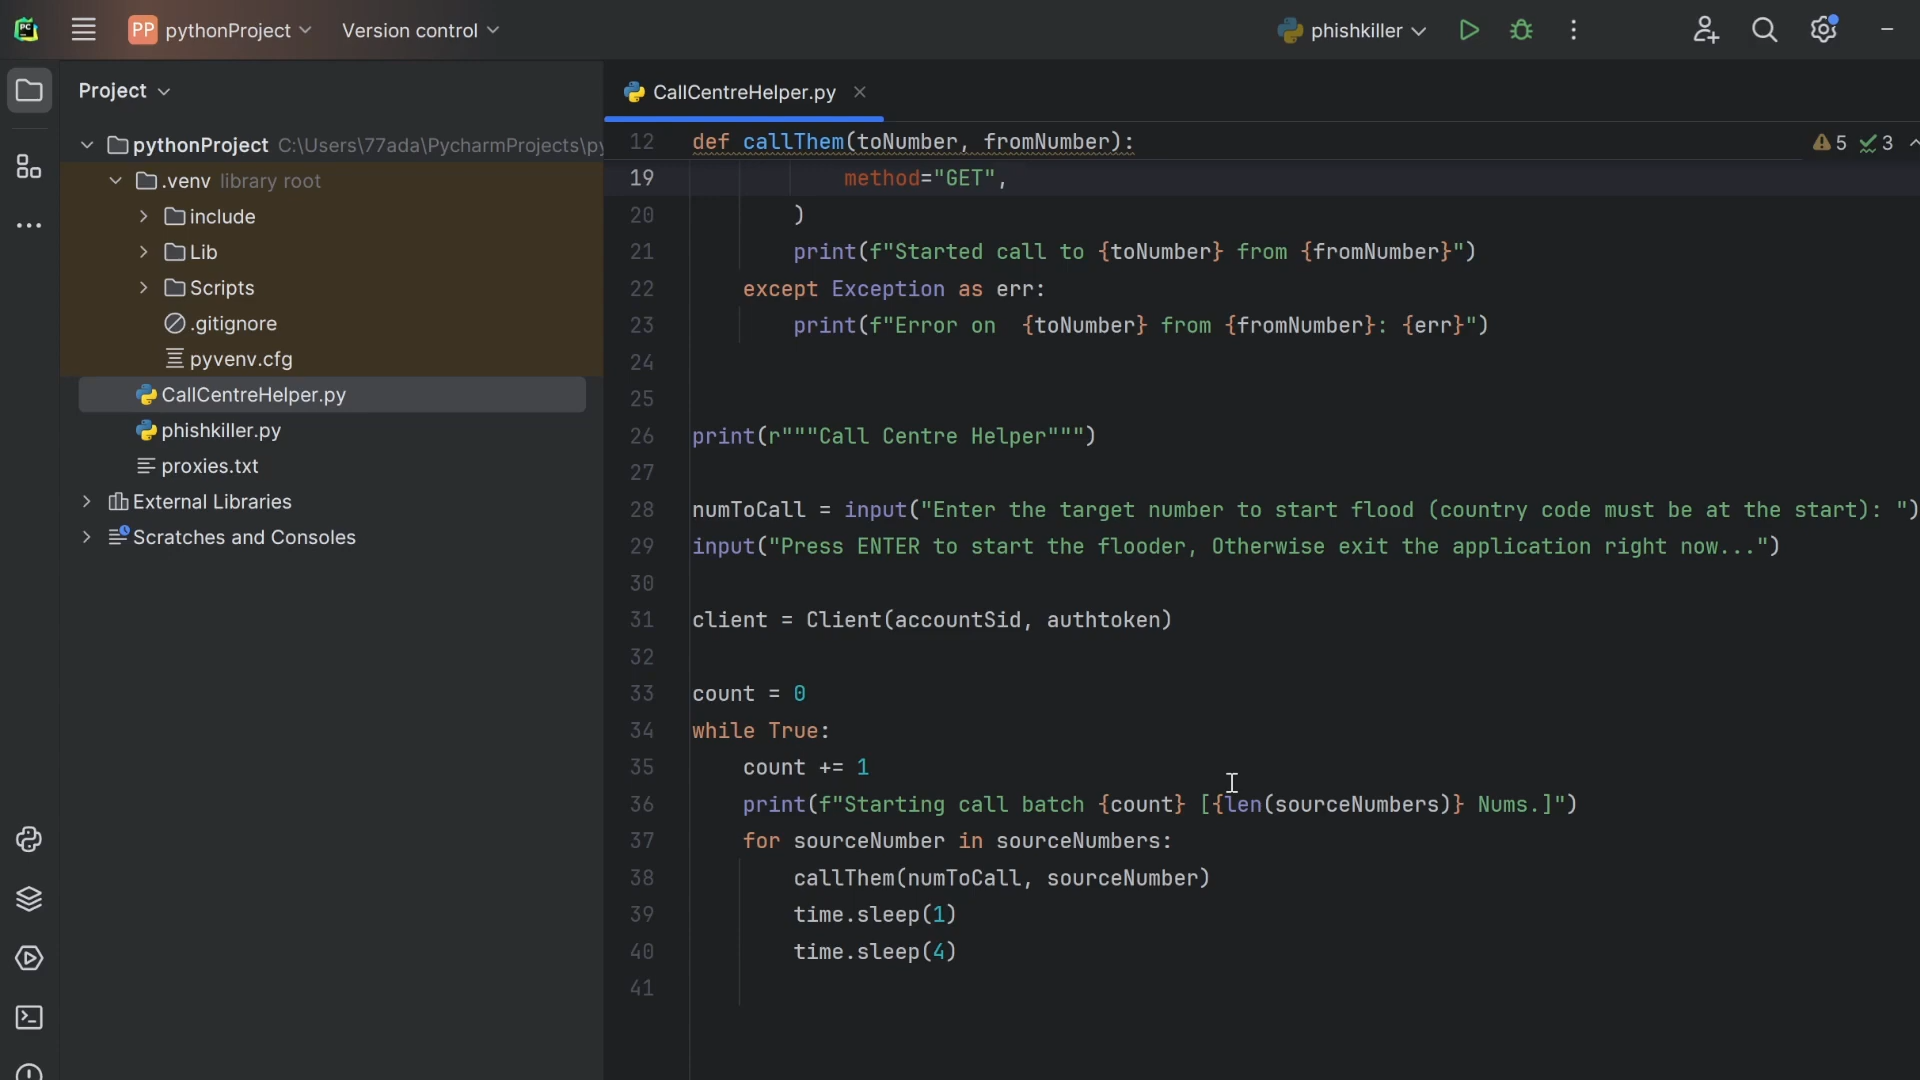 PC
PP pythonProject
Version control
phishkiller
Project
CallCentreHelper.py
pythonProject C:\Users\77ada\PycharmProjects\py
.venv library root
include
Lib
Scripts
.gitignore
pyvenv.cfg
CallCentreHelper.py
phishkiller.py
proxies.txt
External Libraries
Scratches and Consoles
12 def callThem(toNumber, fromNumber):
5 3
19 method="GET",
20 )
21 print(f"Started call to {toNumber} from {fromNumber}")
22 except Exception as err:
23 print(f"Error on  {toNumber} from {fromNumber}: {err}")
24
25
26 print(r"""Call Centre Helper""")
27
28 numToCall = input("Enter the target number to start flood (country code must be at the start): ")
29 input("Press ENTER to start the flooder, Otherwise exit the application right now...")
30
31 client = Client(accountSid, authtoken)
32
33 count = 0
34 while True:
35 count += 1
36 print(f"Starting call batch {count} [{len(sourceNumbers)} Nums.]")
37 for sourceNumber in sourceNumbers:
38 callThem(numToCall, sourceNumber)
39 time.sleep(1)
40 time.sleep(4)
41